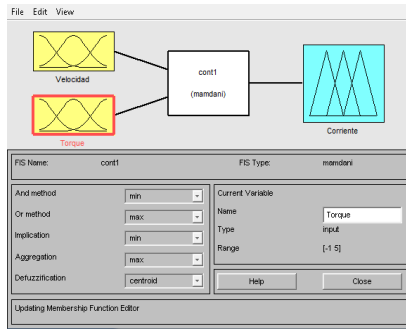 File Edit View
Velocidad
cont1
(mamdani)
Torque
Corriente
FIS Name: cont1 FIS Type: mamdani
And method min
Or method max
Implication min
Aggregation max
Defuzzification centroid
Current Variable
Name Torque
Type input
Range [-1 5]
Help Close
Updating Membership Function Editor